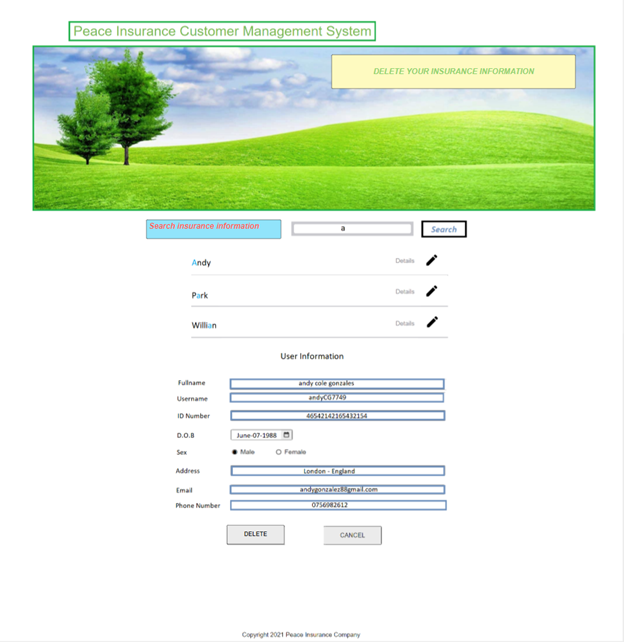 Peace Insurance Customer Management System
DELETE YOUR INSURANCE INFORMATION
Search insurance information a Search
Andy Details
Park Details
Willian Details
User Information
Fullname andy cole gonzales
Username andyCG7749
ID Number 46542142165432154
D.O.B June-07-1988
Sex Male Female
Address London - England
Email andygonzalez88gmail.com
Phone Number 0756982612
DELETE CANCEL
Copyright 2021 Peace Insurance Company